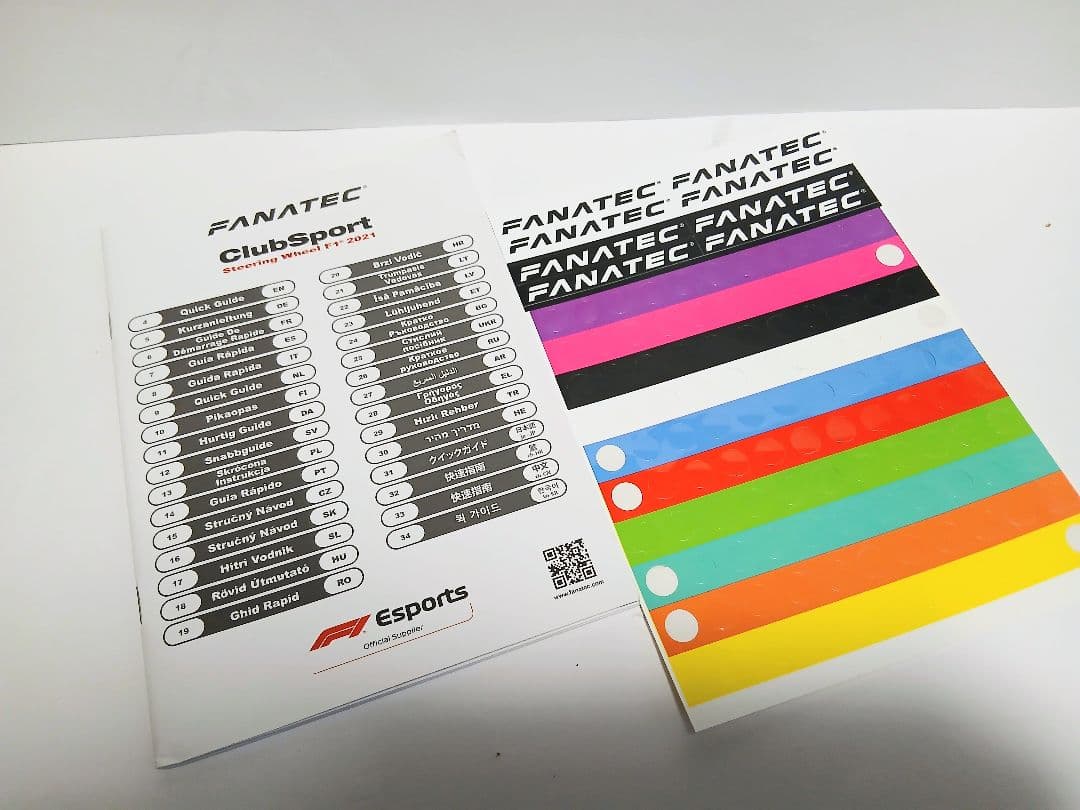 FANATEC®
ClubSport
Steering Wheel F1® 2021
4 Quick Guide EN
5 Kurzanleitung DE
6 Guide De Démarrage Rapide FR
7 Guía Rápida ES
8 Guida Rapida IT
9 Quick Guide NL
10 Pikaopas FI
11 Hurtig Guide DA
12 Snabbguide SV
13 Skrócona Instrukcja PL
14 Guia Rápido PT
15 Stručný Návod CZ
16 Stručný Návod SK
17 Hitri Vodnik SL
18 Rövid Útmutató HU
19 Ghid Rapid RO
20 Brzi Vodič HR
21 Trumpasis Vadovas LT
22 Īsā Pamācība LV
23 Lühijuhend ET
24 Кратко Ръководство BG
25 Стислий посібник UKR
26 Краткое руководство RU
27 الدليل السريع AR
28 Γρήγορος Οδηγός EL
29 Hızlı Rehber TR
30 מדריך מהיר HE
31 クイックガイド 日本語 ja-JP
32 快速指南 繁 zh-HK
33 快速指南 中文 zh-CN
34 퀵 가이드 한국어 ko-KR
F1® Esports
Official Supplier
www.fanatec.com
FANATEC® FANATEC®
FANATEC® FANATEC®
FANATEC® FANATEC®
FANATEC® FANATEC®